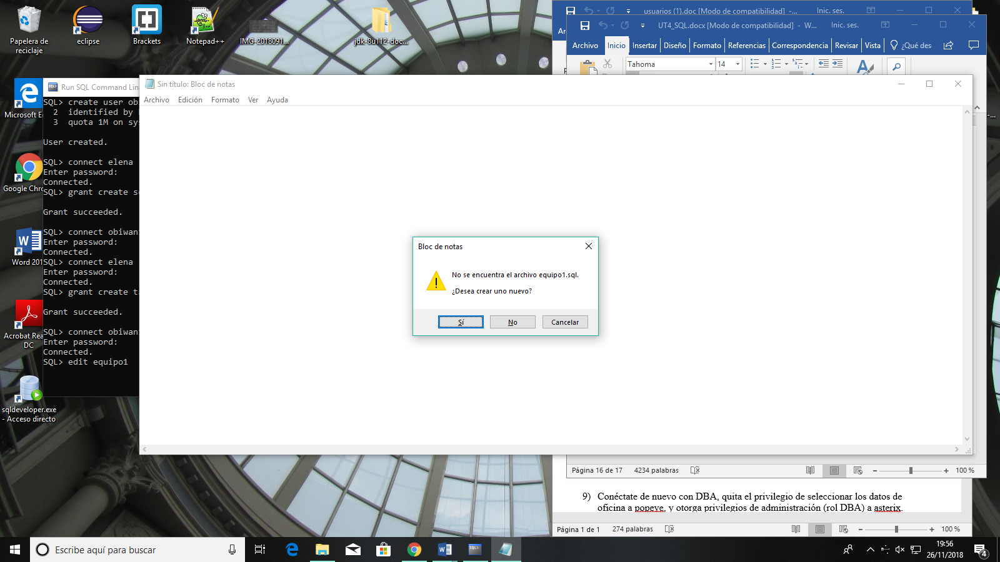 Papelera de
reciclaje
eclipse
Brackets
Notepad++
IMG-2018091...
jdk-8u112-doc...
usuarios (1).doc [Modo de compatibilidad] -...
Inic. ses.
UT4_SQL.docx [Modo de compatibilidad] - W...
Inic. ses.
Archivo
Inicio
Insertar
Diseño
Formato
Referencias
Correspondencia
Revisar
Vista
¿Qué des
Tahoma
14
Run SQL Command Lin
SQL> create user ob
2 identified by
3 quota 1M on sys
User created.
SQL> connect elena
Enter password:
Connected.
SQL> grant create s
Grant succeeded.
SQL> connect obiwan
Enter password:
Connected.
SQL> connect elena
Enter password:
Connected.
SQL> grant create ta
Grant succeeded.
SQL> connect obiwan
Enter password:
Connected.
SQL> edit equipo1
Microsoft E
Google Chro
Word 201
Acrobat Rea
DC
sqldeveloper.exe
- Acceso directo
Sin título: Bloc de notas
Archivo
Edición
Formato
Ver
Ayuda
Bloc de notas
No se encuentra el archivo equipo1.sql.
¿Desea crear uno nuevo?
Sí
No
Cancelar
Página 16 de 17
4234 palabras
100 %
9) Conéctate de nuevo con DBA, quita el privilegio de seleccionar los datos de
oficina a popeye, y otorga privilegios de administración (rol DBA) a asterix.
Página 1 de 1
274 palabras
100 %
Escribe aquí para buscar
19:56
26/11/2018
4